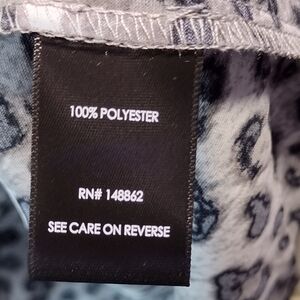 100% POLYESTER
RN# 148862
SEE CARE ON REVERSE